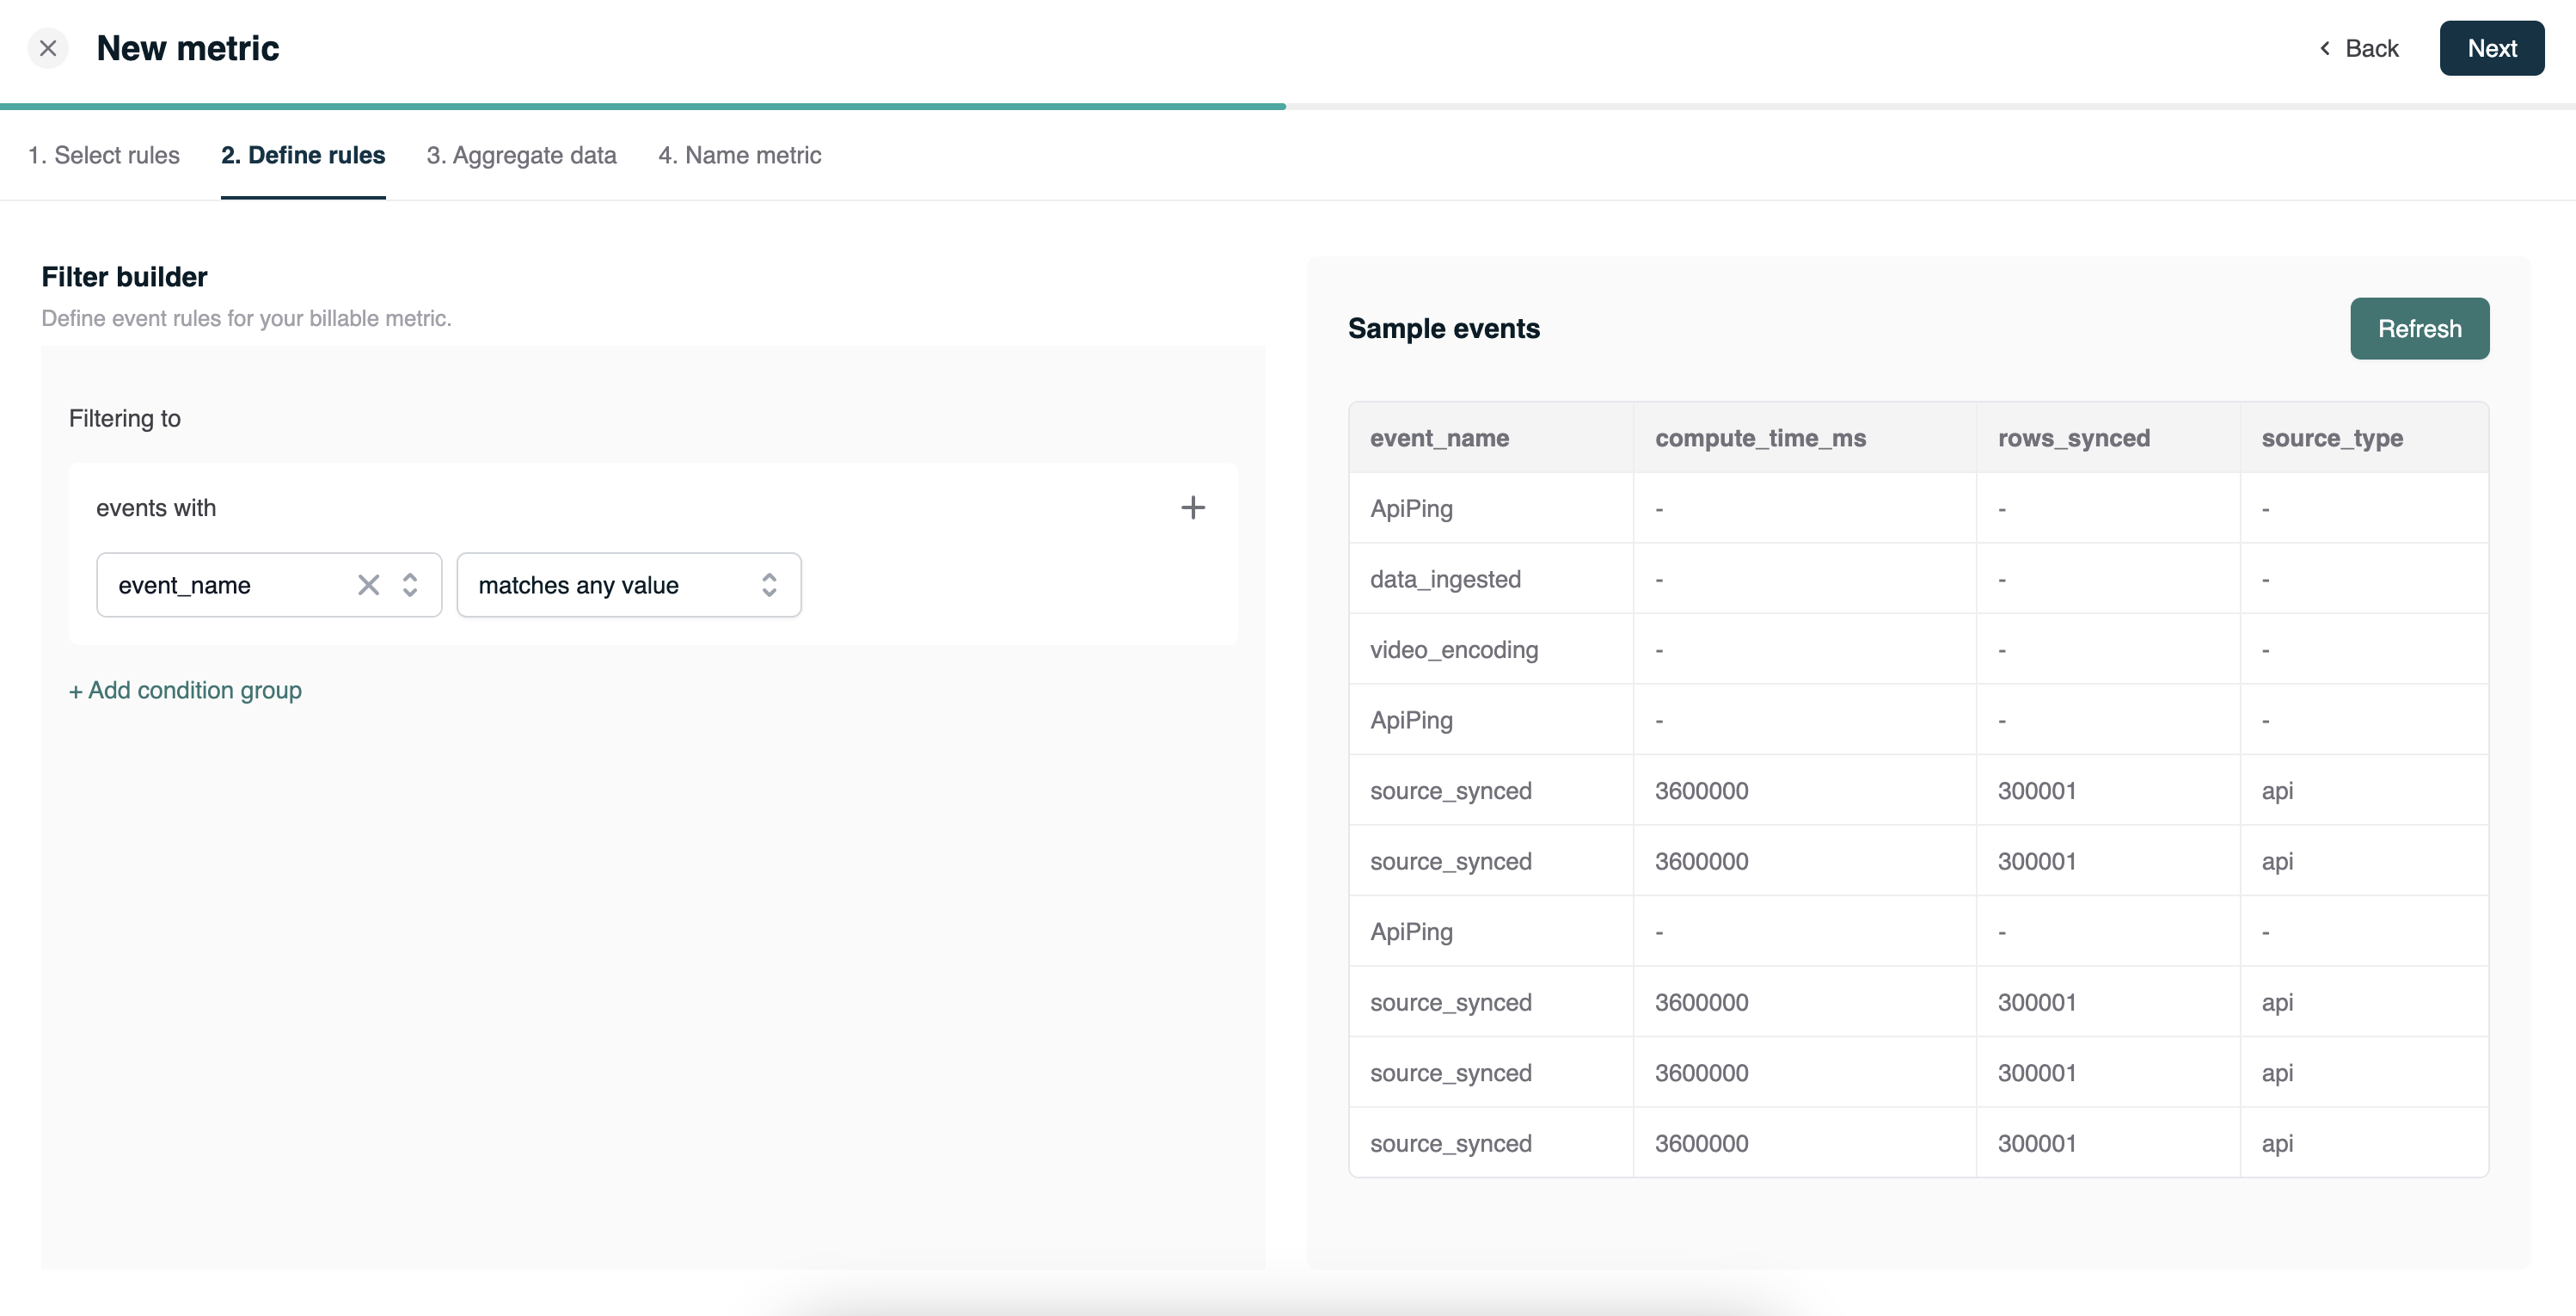 New metric
Back
Next
1. Select rules
2. Define rules
3. Aggregate data
4. Name metric
Filter builder
Define event rules for your billable metric.
Filtering to
events with
event_name
matches any value
+ Add condition group
Sample events
Refresh
event_name compute_time_ms rows_synced source_type
ApiPing - - -
data_ingested - - -
video_encoding - - -
ApiPing - - -
source_synced 3600000 300001 api
source_synced 3600000 300001 api
ApiPing - - -
source_synced 3600000 300001 api
source_synced 3600000 300001 api
source_synced 3600000 300001 api